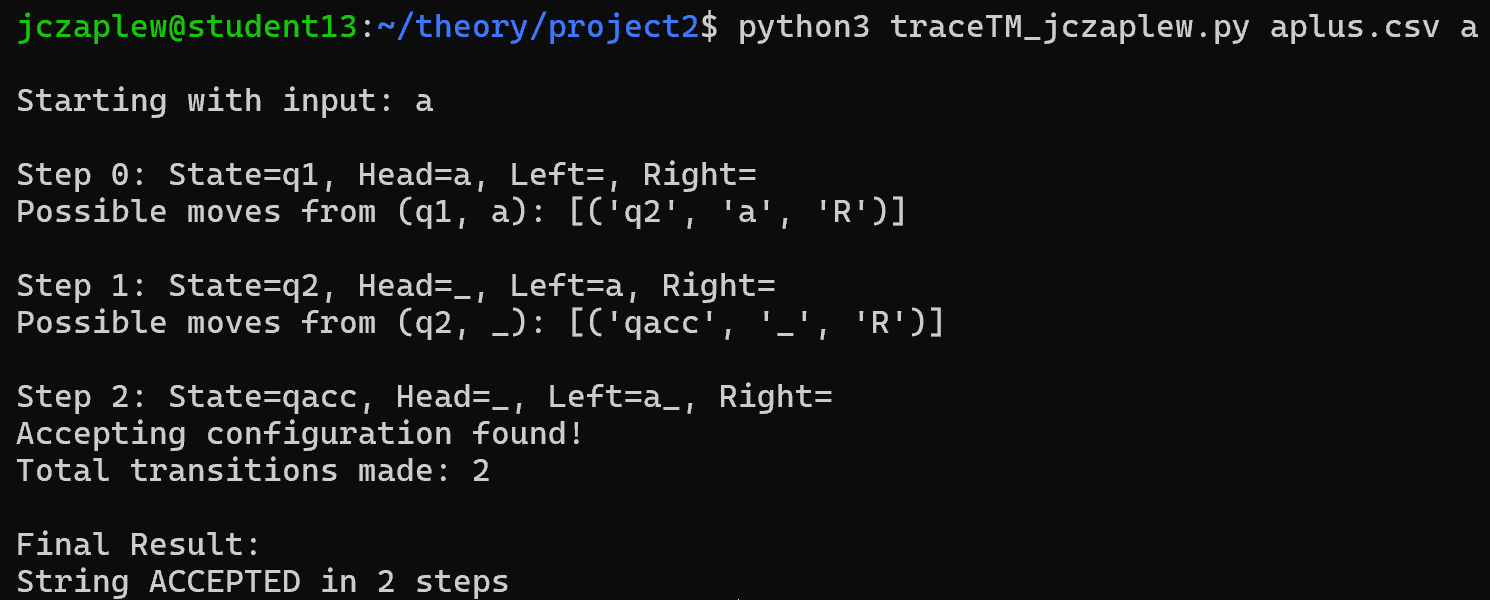 jczaplew@student13:~/theory/project2$ python3 traceTM_jczaplew.py aplus.csv a
Starting with input: a
Step 0: State=q1, Head=a, Left=, Right=
Possible moves from (q1, a): [('q2', 'a', 'R')]
Step 1: State=q2, Head=_, Left=a, Right=
Possible moves from (q2, _): [('qacc', '_', 'R')]
Step 2: State=qacc, Head=_, Left=a_, Right=
Accepting configuration found!
Total transitions made: 2
Final Result:
String ACCEPTED in 2 steps